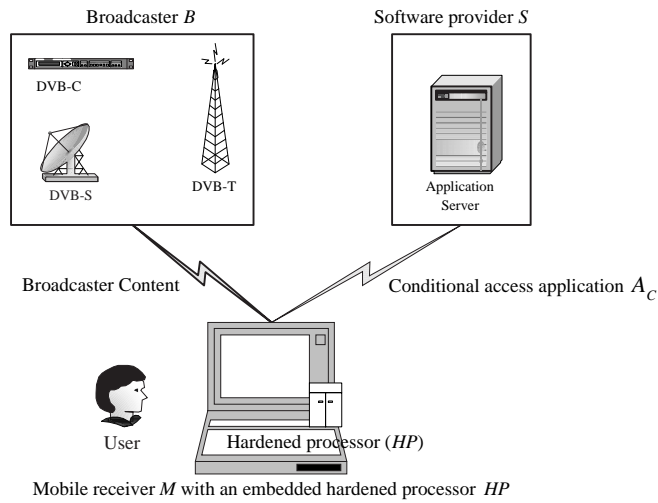 Broadcaster B
Software provider S
DVB-C
DVB-S
DVB-T
Application
Server
Broadcaster Content
Conditional access application A_C
User
Hardened processor (HP)
Mobile receiver M with an embedded hardened processor HP